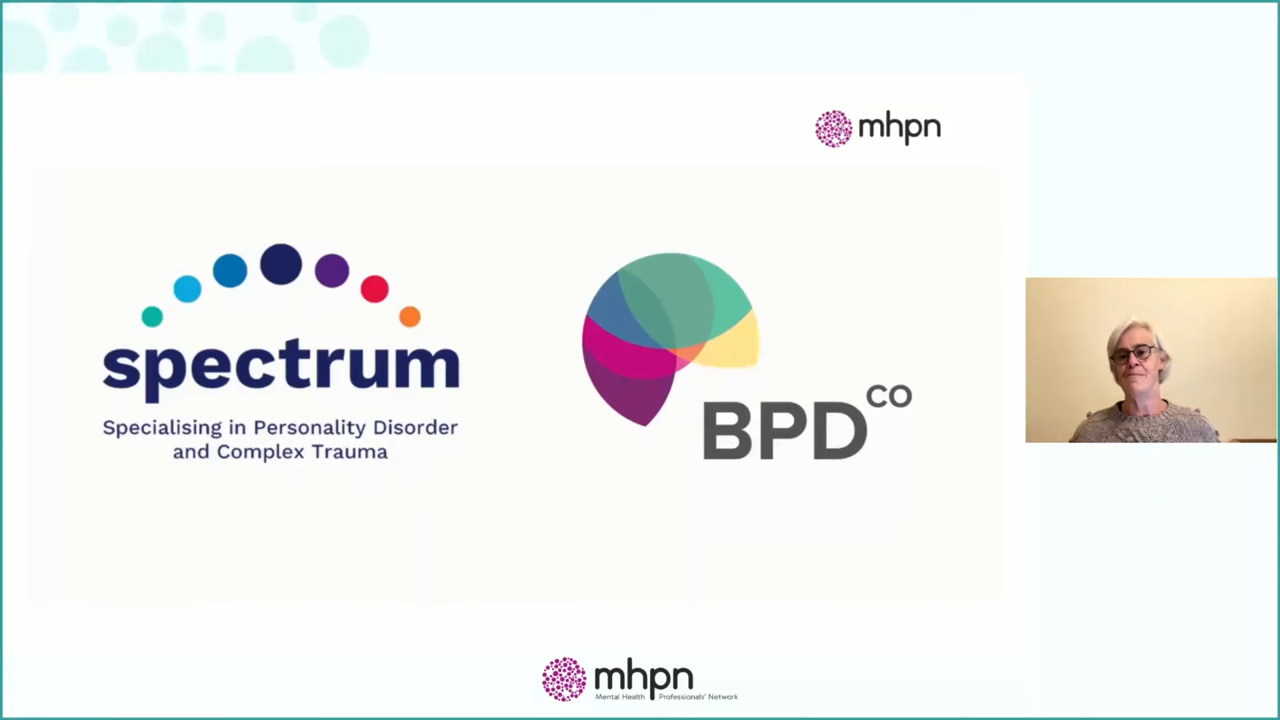 mhpn
spectrum
Specialising in Personality Disorder
and Complex Trauma
BPD CO
mhpn
Mental Health Professionals' Network